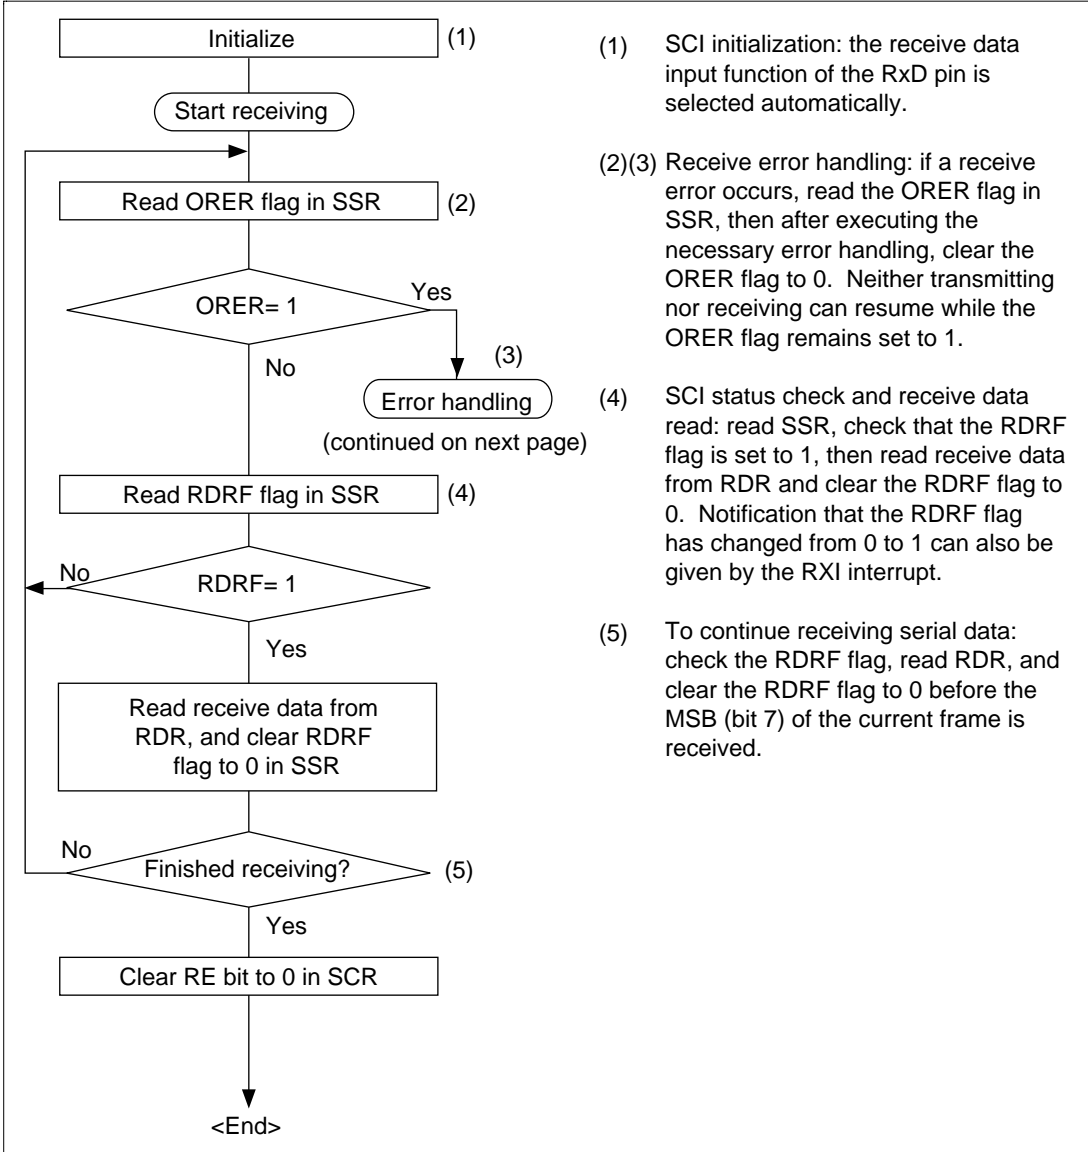 Initialize
(1)
Start receiving
Read ORER flag in SSR
(2)
ORER= 1
Yes
No
(3)
Error handling
(continued on next page)
Read RDRF flag in SSR
(4)
No
RDRF= 1
Yes
Read receive data from
RDR, and clear RDRF
flag to 0 in SSR
No
Finished receiving?
(5)
Yes
Clear RE bit to 0 in SCR
<End>
(1) SCI initialization: the receive data
input function of the RxD pin is
selected automatically.
(2)(3) Receive error handling: if a receive
error occurs, read the ORER flag in
SSR, then after executing the
necessary error handling, clear the
ORER flag to 0. Neither transmitting
nor receiving can resume while the
ORER flag remains set to 1.
(4) SCI status check and receive data
read: read SSR, check that the RDRF
flag is set to 1, then read receive data
from RDR and clear the RDRF flag to
0. Notification that the RDRF flag
has changed from 0 to 1 can also be
given by the RXI interrupt.
(5) To continue receiving serial data:
check the RDRF flag, read RDR, and
clear the RDRF flag to 0 before the
MSB (bit 7) of the current frame is
received.